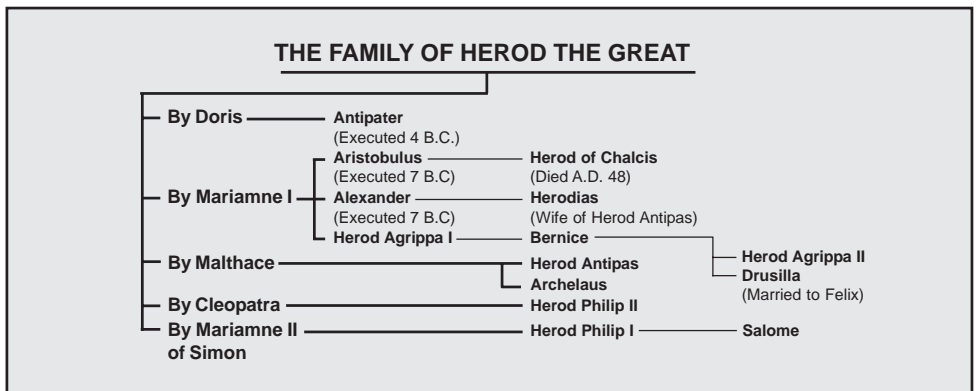 THE FAMILY OF HEROD THE GREAT
By Doris Antipater
(Executed 4 B.C.)
Aristobulus Herod of Chalcis
(Executed 7 B.C) (Died A.D. 48)
By Mariamne I Alexander Herodias
(Executed 7 B.C) (Wife of Herod Antipas)
Herod Agrippa I Bernice
Herod Agrippa II
By Malthace Herod Antipas Drusilla
Archelaus (Married to Felix)
By Cleopatra Herod Philip II
By Mariamne II Herod Philip I Salome
of Simon